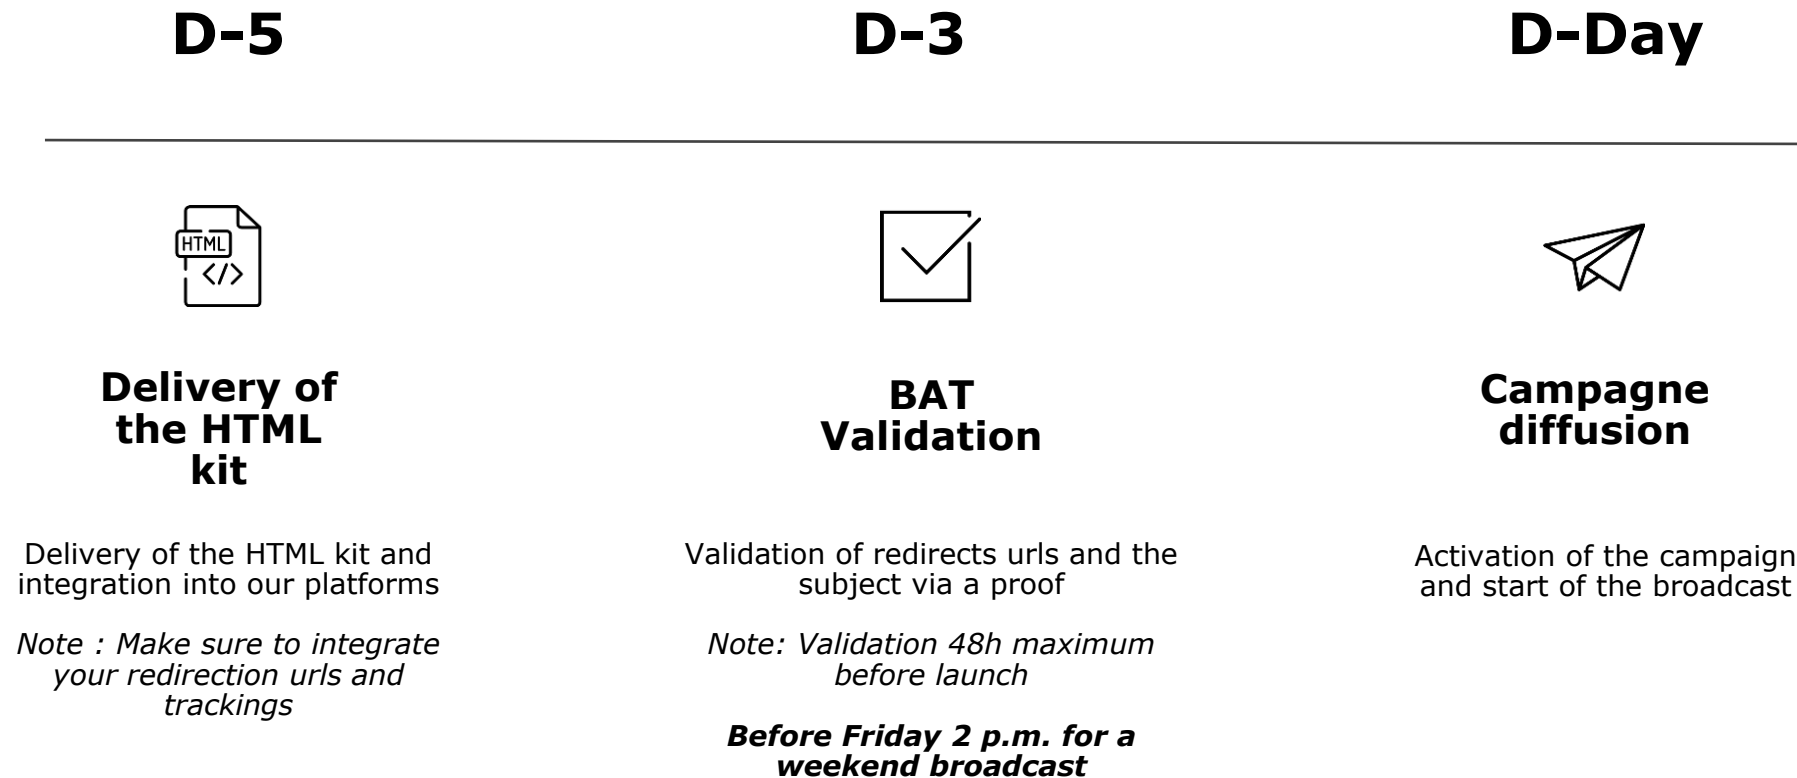 D-5
D-3
D-Day
HTML
</>
Delivery of
the HTML
kit
BAT
Validation
Campagne
diffusion
Delivery of the HTML kit and
integration into our platforms
Note : Make sure to integrate
your redirection urls and
trackings
Validation of redirects urls and the
subject via a proof
Note: Validation 48h maximum
before launch
Before Friday 2 p.m. for a
weekend broadcast
Activation of the campaign
and start of the broadcast